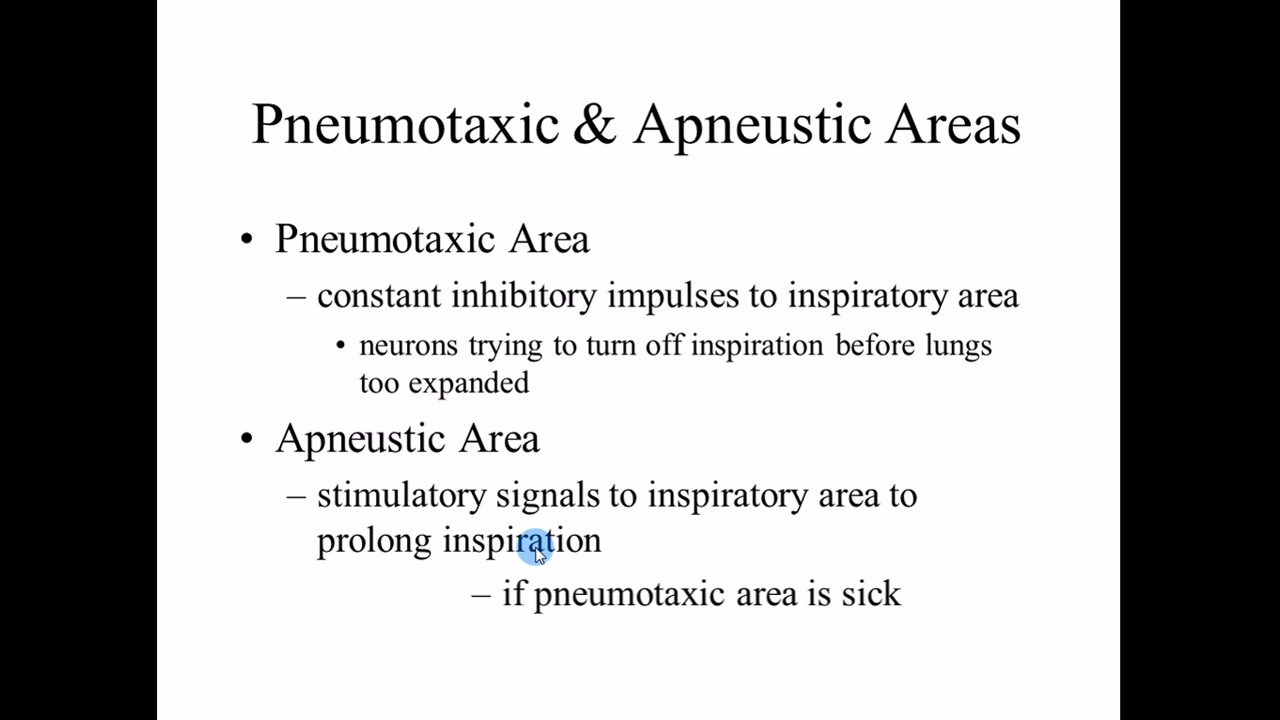 Pneumotaxic & Apneustic Areas
• Pneumotaxic Area
– constant inhibitory impulses to inspiratory area
• neurons trying to turn off inspiration before lungs
too expanded
• Apneustic Area
– stimulatory signals to inspiratory area to
prolong inspiration
– if pneumotaxic area is sick